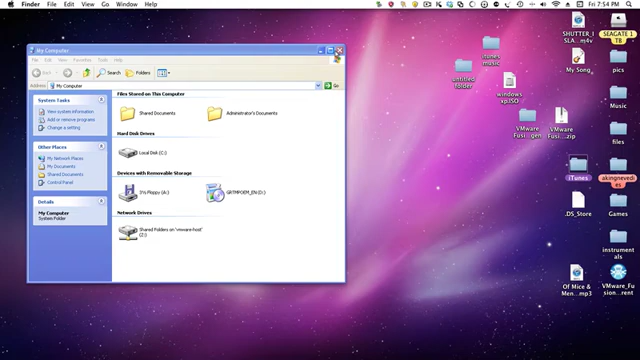 Finder File Edit View Go Window Help
Fri 7:54 PM
My Computer
File Edit View Favorites Tools Help
Back Search Folders
Address My Computer Go
System Tasks
View system information
Add or remove programs
Change a setting
Other Places
My Network Places
My Documents
Shared Documents
Control Panel
Details
My Computer
System Folder
Files Stored on This Computer
Shared Documents
Administrator's Documents
Hard Disk Drives
Local Disk (C:)
Devices with Removable Storage
3½ Floppy (A:)
GRTMPOEM_EN (D:)
Network Drives
Shared Folders on 'vmware-host'
(Z:)
itunes
music
untitled
folder
windows
xp.ISO
VMware
Fusi...gen
VMware
Fusi...zip
SHUTTER_I
SLA...m4v
My Song
iTunes
.DS_Store
Of Mice &
Men...mp3
SEAGATE 1
TB
pics
Music
files
akingnevedi
es
Games
instrument
als
VMware_Fu
sion...rent